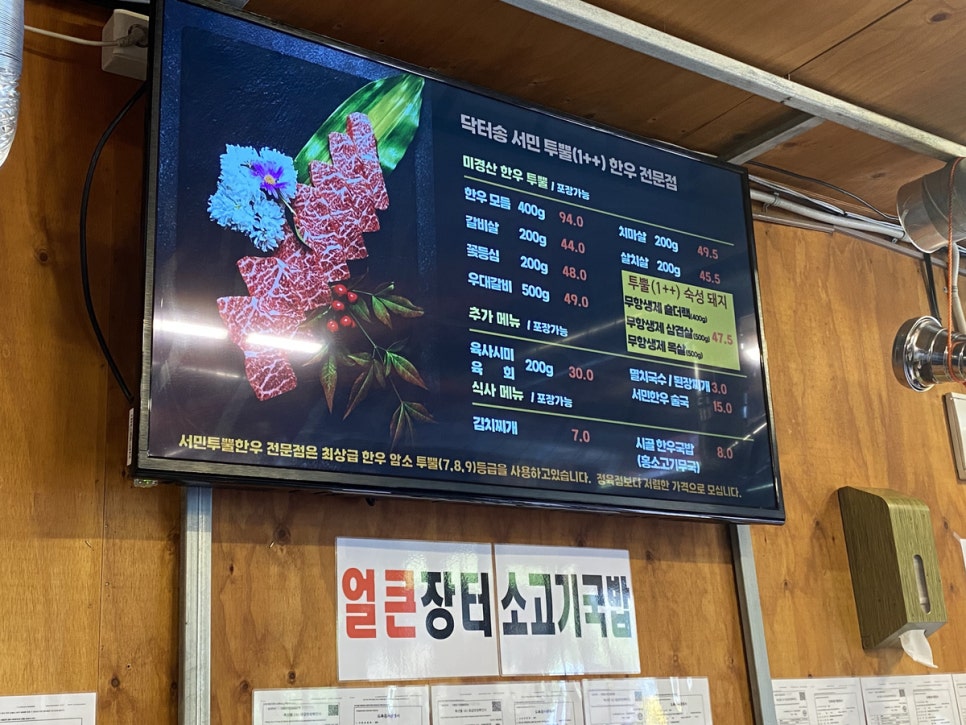 닥터송 서민 투뿔(1++) 한우 전문점
미경산 한우 투뿔 / 포장가능
한우 모듬 400g 94.0
갈비살 200g 44.0
꽃등심 200g 48.0
우대갈비 500g 49.0
치마살 200g 49.5
살치살 200g 45.5
투뿔(1++) 숙성 돼지
무항생제 숄더랙(400g)
무항생제 삼겹살(500g) 47.5
무항생제 목살(500g)
추가 메뉴 / 포장가능
육사시미
육 회 200g 30.0
멸치국수 / 된장찌개 3.0
서민한우 술국 15.0
식사 메뉴 / 포장가능
김치찌개 7.0
시골 한우국밥 8.0
(홍소고기무국)
서민투뿔한우 전문점은 최상급 한우 암소 투뿔(7,8,9)등급을 사용하고있습니다. 정육점보다 저렴한 가격으로 모십니다.
얼큰장터 소고기국밥